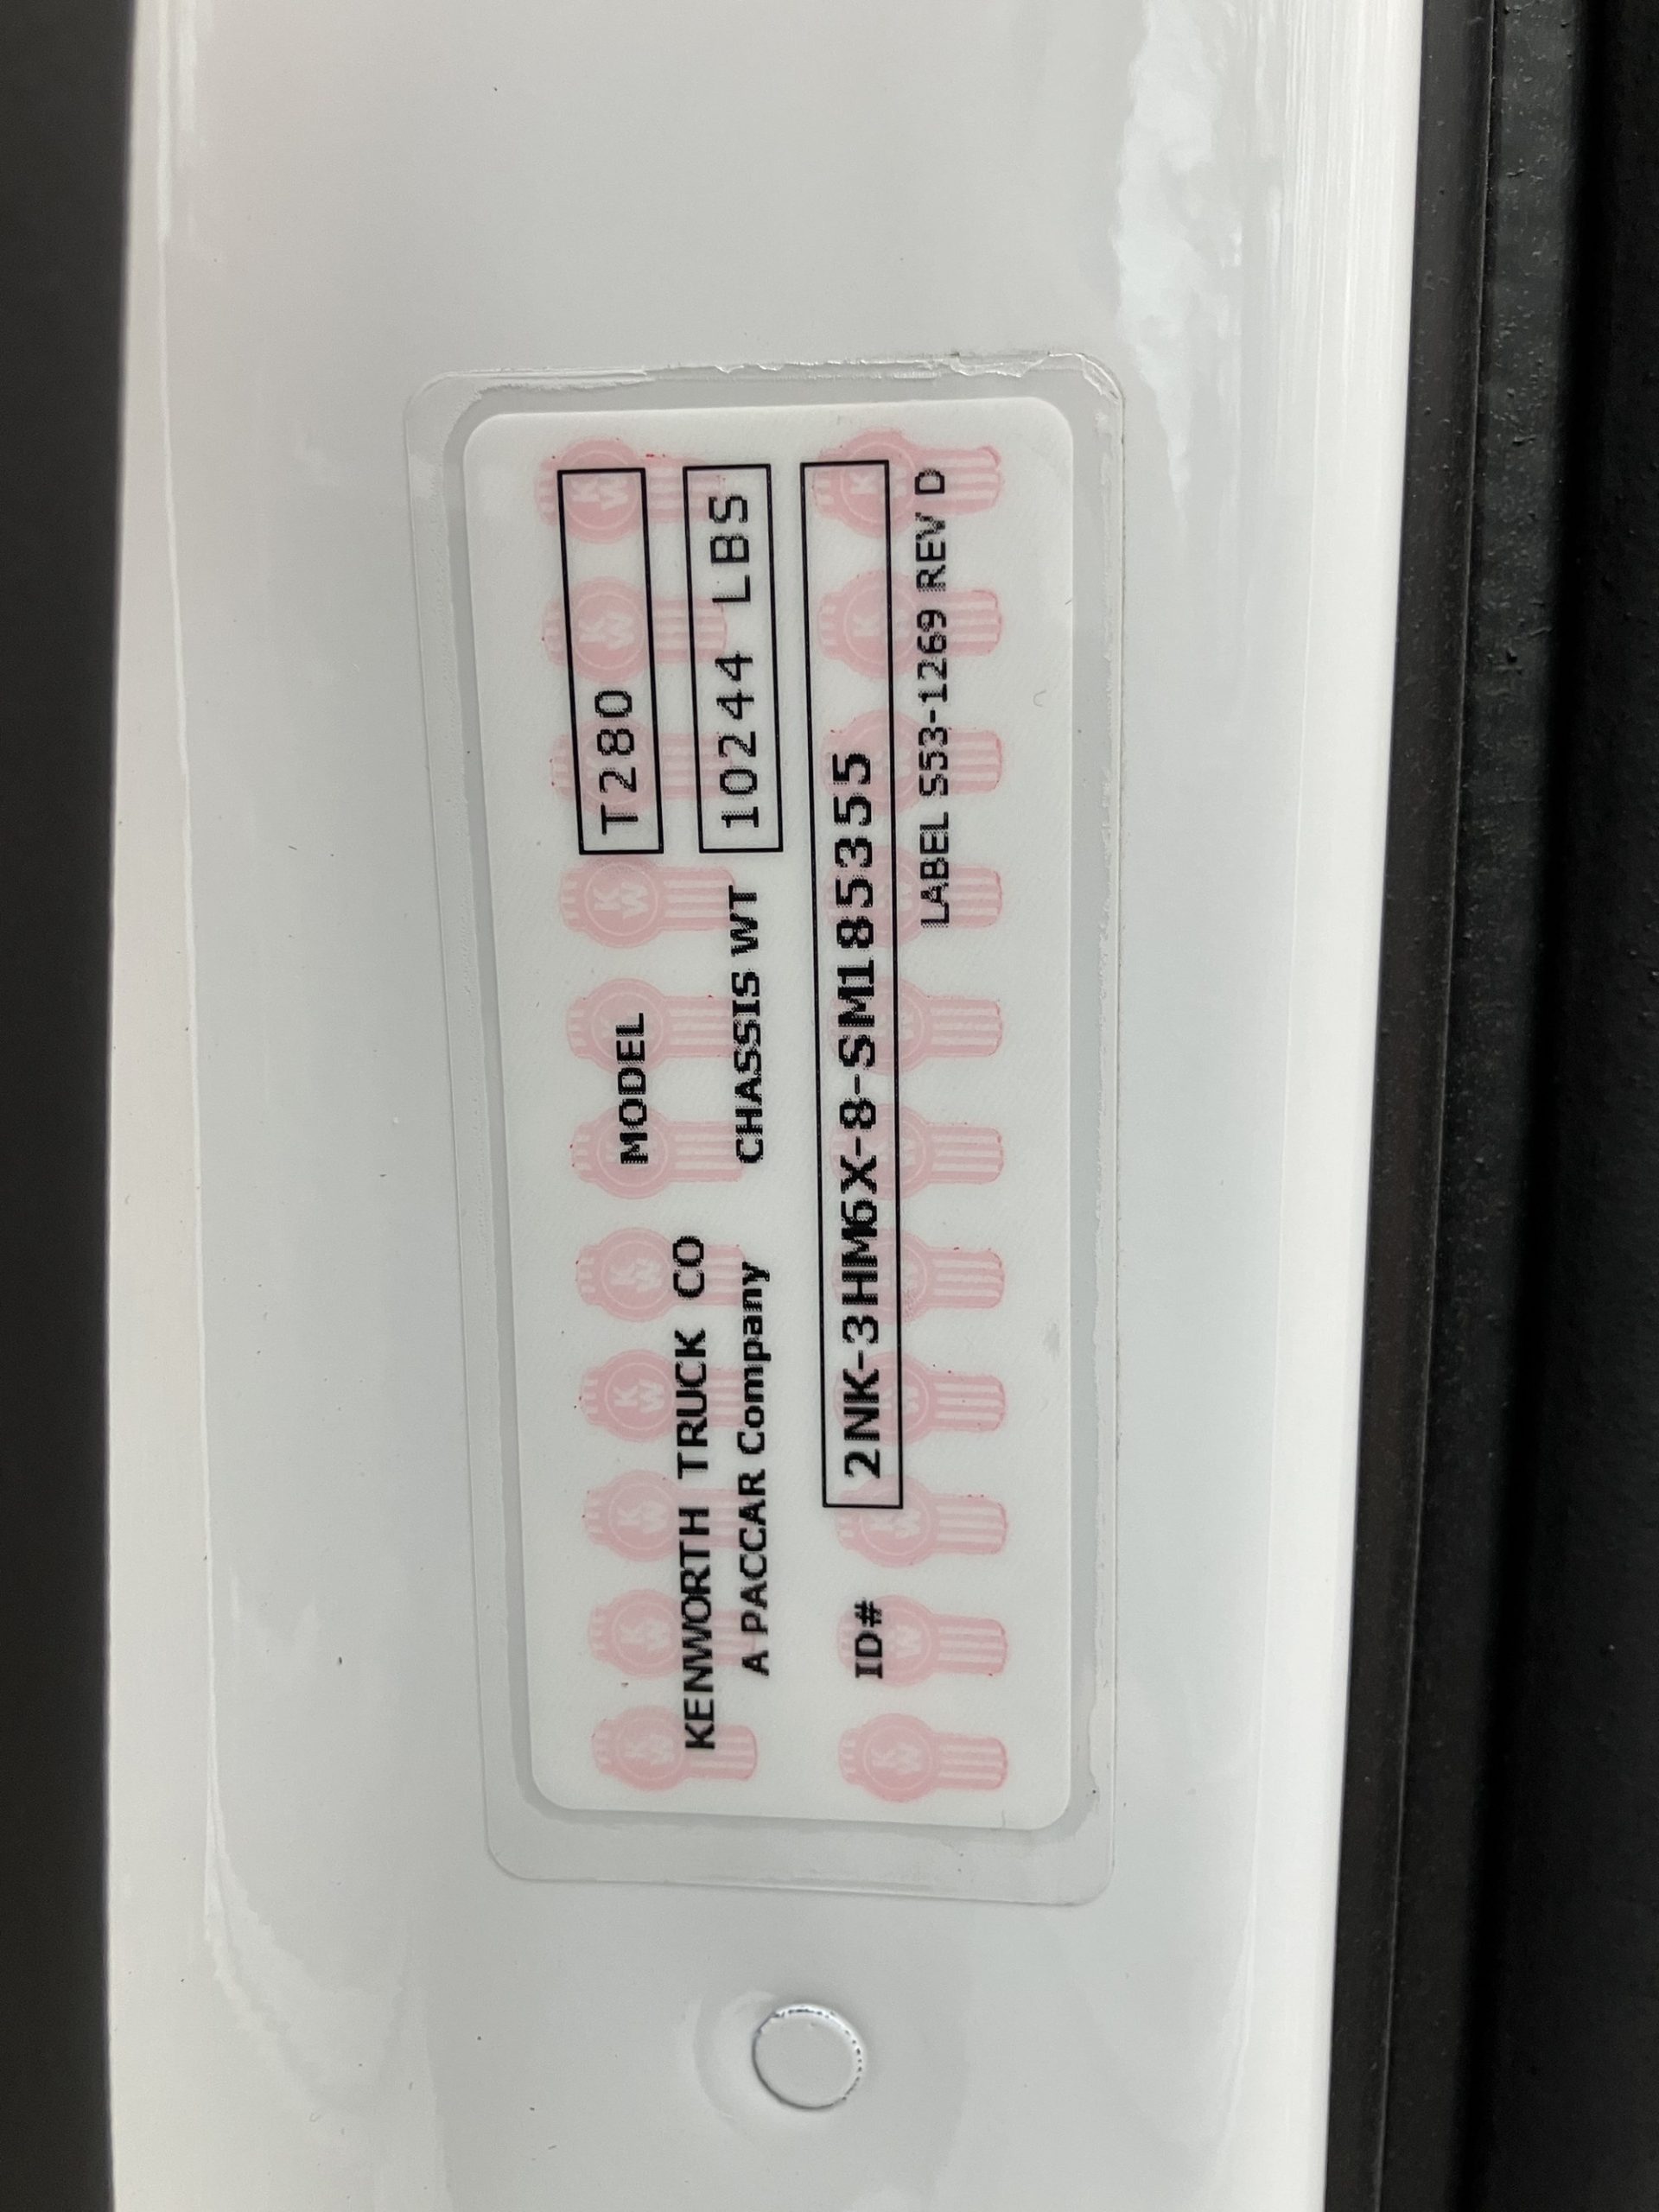 KENWORTH TRUCK CO
A PACCAR Company
MODEL T280
CHASSIS WT 10244 LBS
ID# 2NK-3HM6X-8-SM185355
LABEL S53-1269 REV D